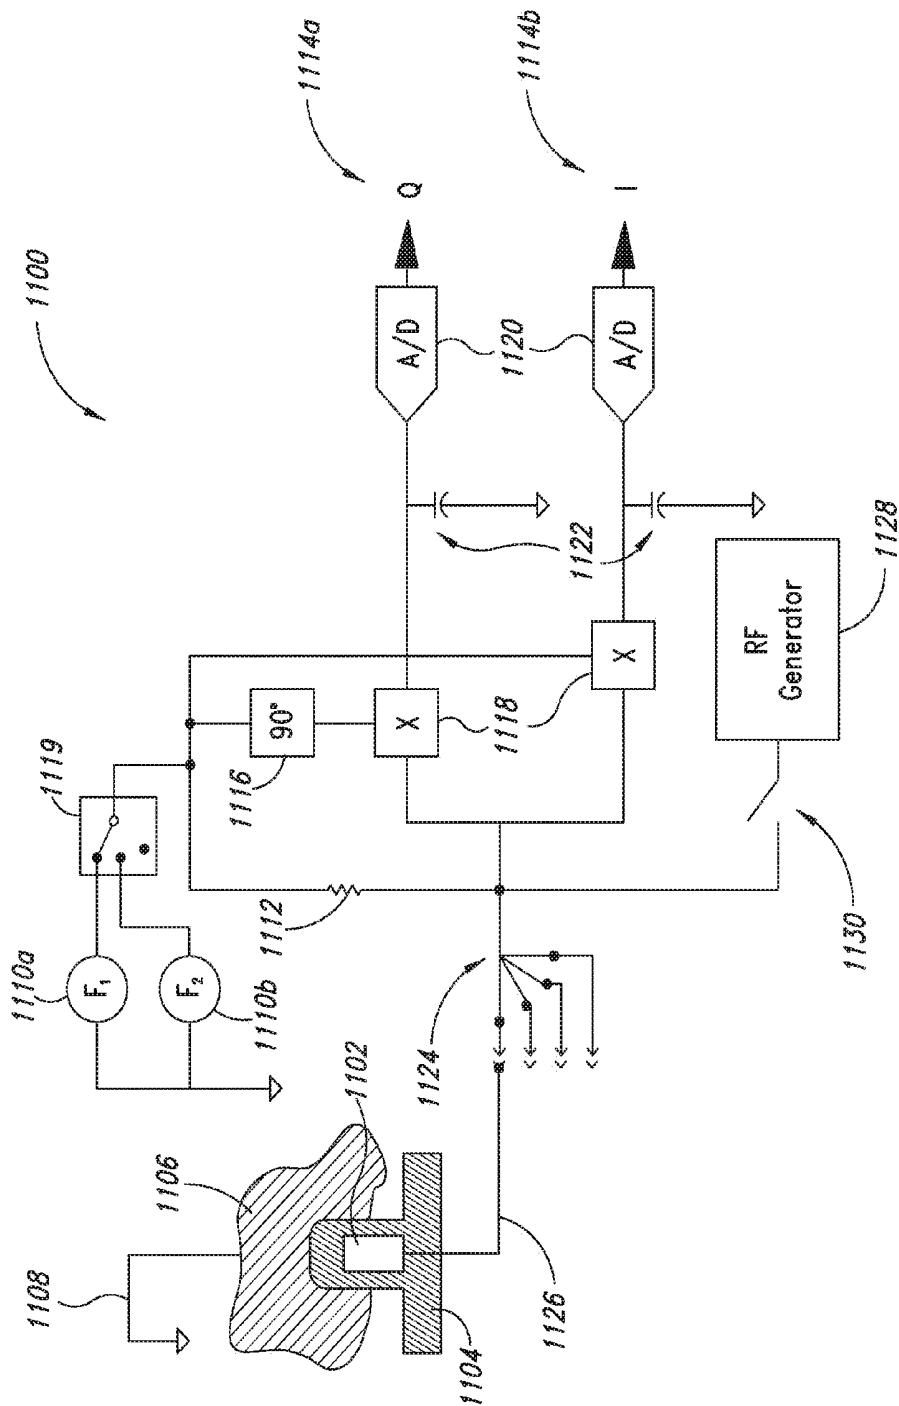 1100
1114a
1114b
Q
I
A/D
A/D
1120
1122
RF
Generator
1128
1130
X
X
1118
90°
1116
1119
1112
F₁
F₂
1110a
1110b
1124
1102
1106
1108
1104
1126